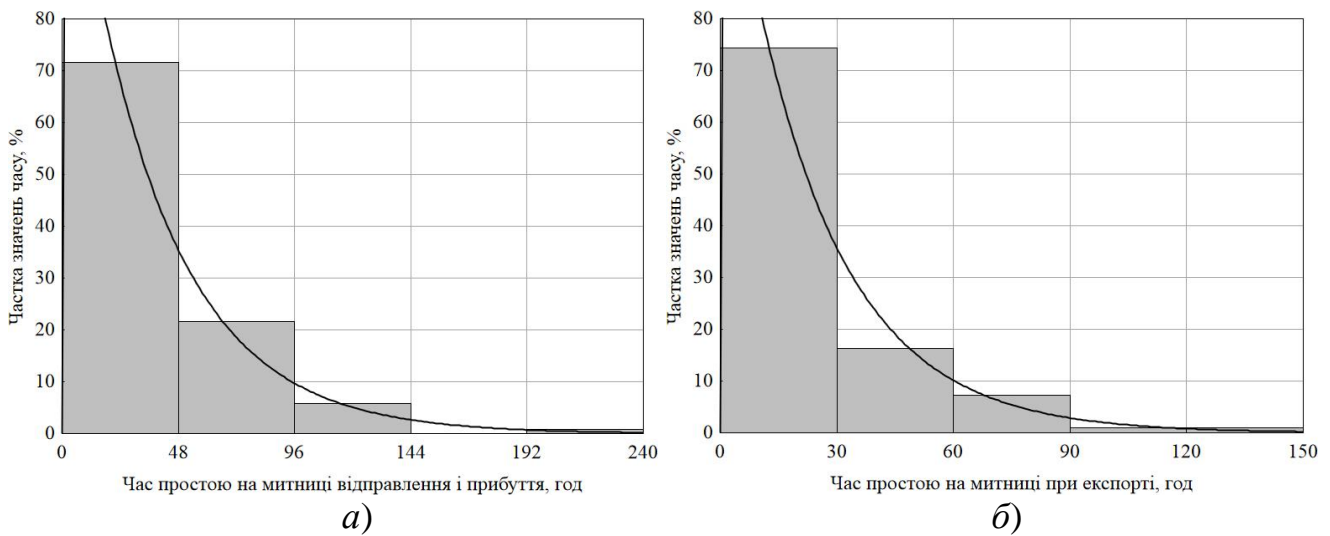 80
70
60
50
40
30
20
10
0
Частка значень часу, %
0 48 96 144 192 240
Час простою на митниці відправлення і прибуття, год
а)
80
70
60
50
40
30
20
10
0
Частка значень часу, %
0 30 60 90 120 150
Час простою на митниці при експорті, год
б)